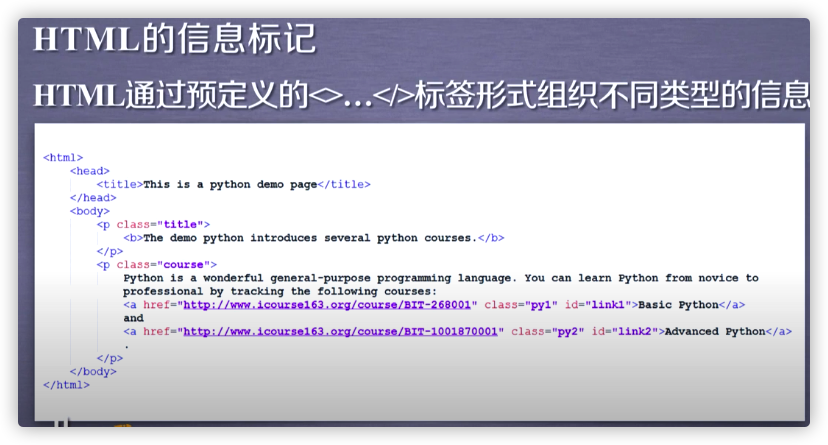 HTML的信息标记
HTML通过预定义的<>…</>标签形式组织不同类型的信息
<html>
<head>
<title>This is a python demo page</title>
</head>
<body>
<p class="title">
<b>The demo python introduces several python courses.</b>
</p>
<p class="course">
Python is a wonderful general-purpose programming language. You can learn Python from novice to
professional by tracking the following courses:
<a href="http://www.icourse163.org/course/BIT-268001" class="py1" id="link1">Basic Python</a>
and
<a href="http://www.icourse163.org/course/BIT-1001870001" class="py2" id="link2">Advanced Python</a>
.
</p>
</body>
</html>